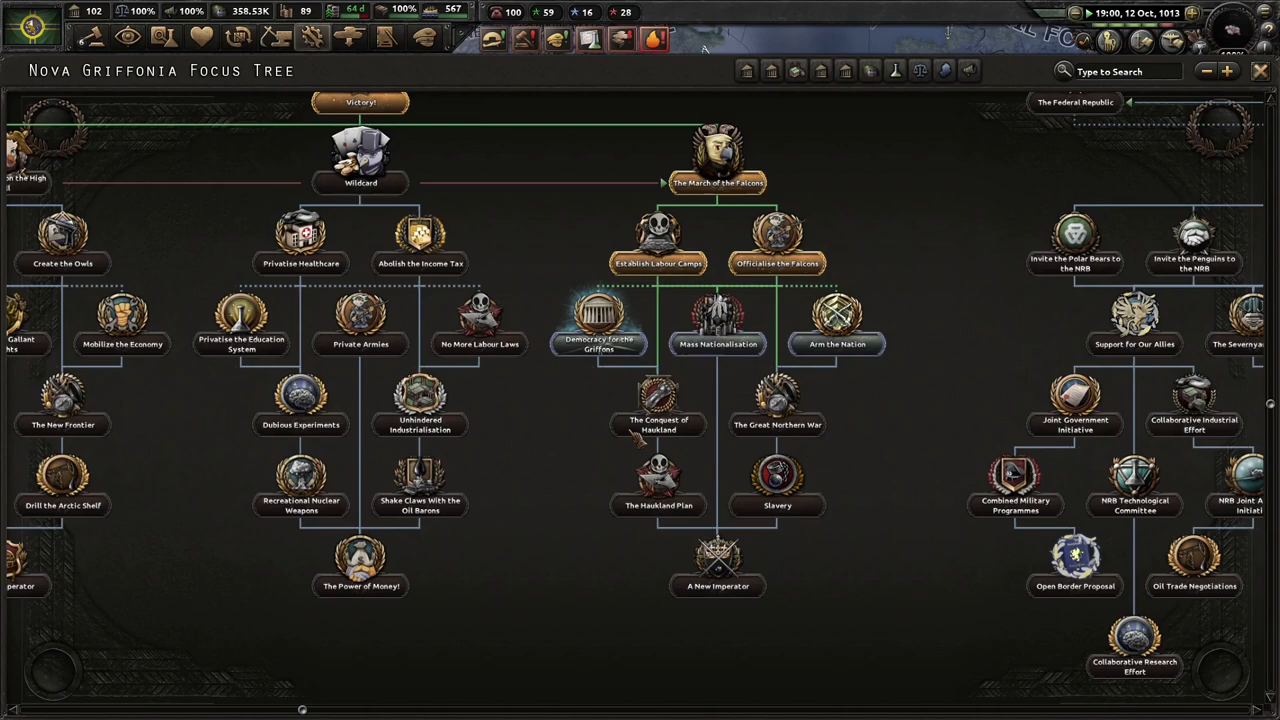 102 100% 100% 358.53K 89 64 d 100% 567 100 59 16 28 19:00, 12 Oct, 1013
100%
Nova Griffonia Focus Tree
Type to Search
Victory!
The Federal Republic
on the High
Wildcard
The March of the Falcons
Create the Owls
Privatise Healthcare
Abolish the Income Tax
Establish Labour Camps
Officialise the Falcons
Invite the Polar Bears to
the NRB
Invite the Penguins to
the NRB
Gallant
Mobilize the Economy
Privatise the Education
System
Private Armies
No More Labour Laws
Democracy for the
Griffons
Mass Nationalisation
Arm the Nation
Support for Our Allies
The Severnya
The New Frontier
Dubious Experiments
Unhindered
Industrialisation
The Conquest of
Haukland
The Great Northern War
Joint Government
Initiative
Collaborative Industrial
Effort
Drill the Arctic Shelf
Recreational Nuclear
Weapons
Shake Claws With the
Oil Barons
The Haukland Plan
Slavery
Combined Military
Programmes
NRB Technological
Committee
NRB Joint A
Initiati
perator
The Power of Money!
A New Imperator
Open Border Proposal
Oil Trade Negotiations
Collaborative Research
Effort